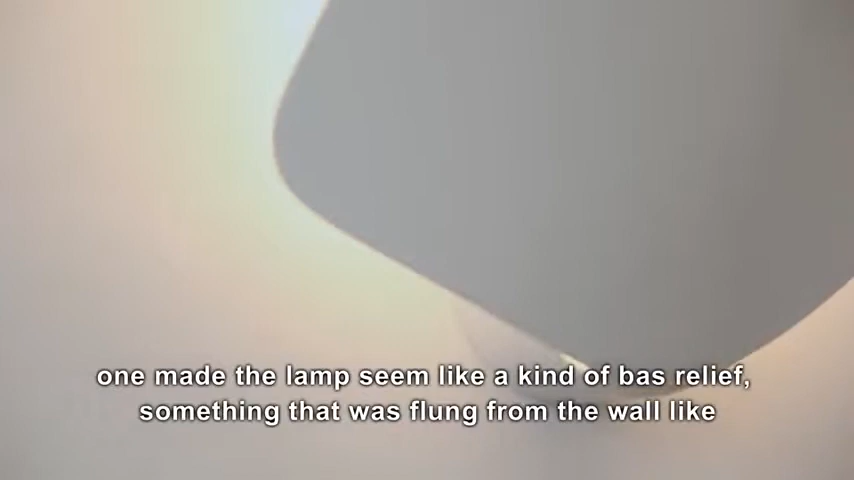 one made the lamp seem like a kind of bas relief,
something that was flung from the wall like